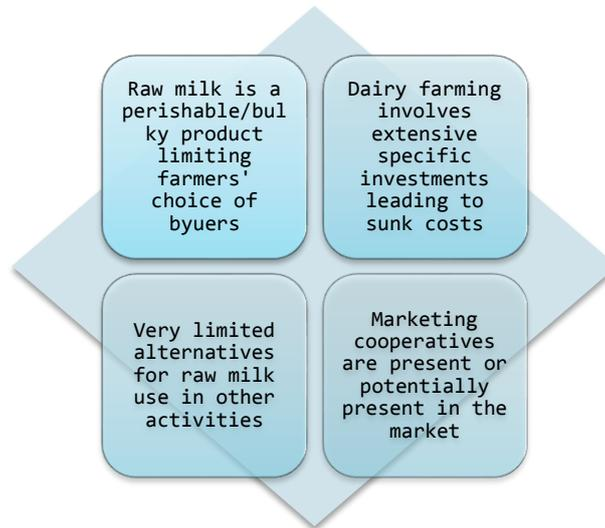 Raw milk is a
perishable/bul
ky product
limiting
farmers'
choice of
byuers
Dairy farming
involves
extensive
specific
investments
leading to
sunk costs
Very limited
alternatives
for raw milk
use in other
activities
Marketing
cooperatives
are present or
potentially
present in the
market